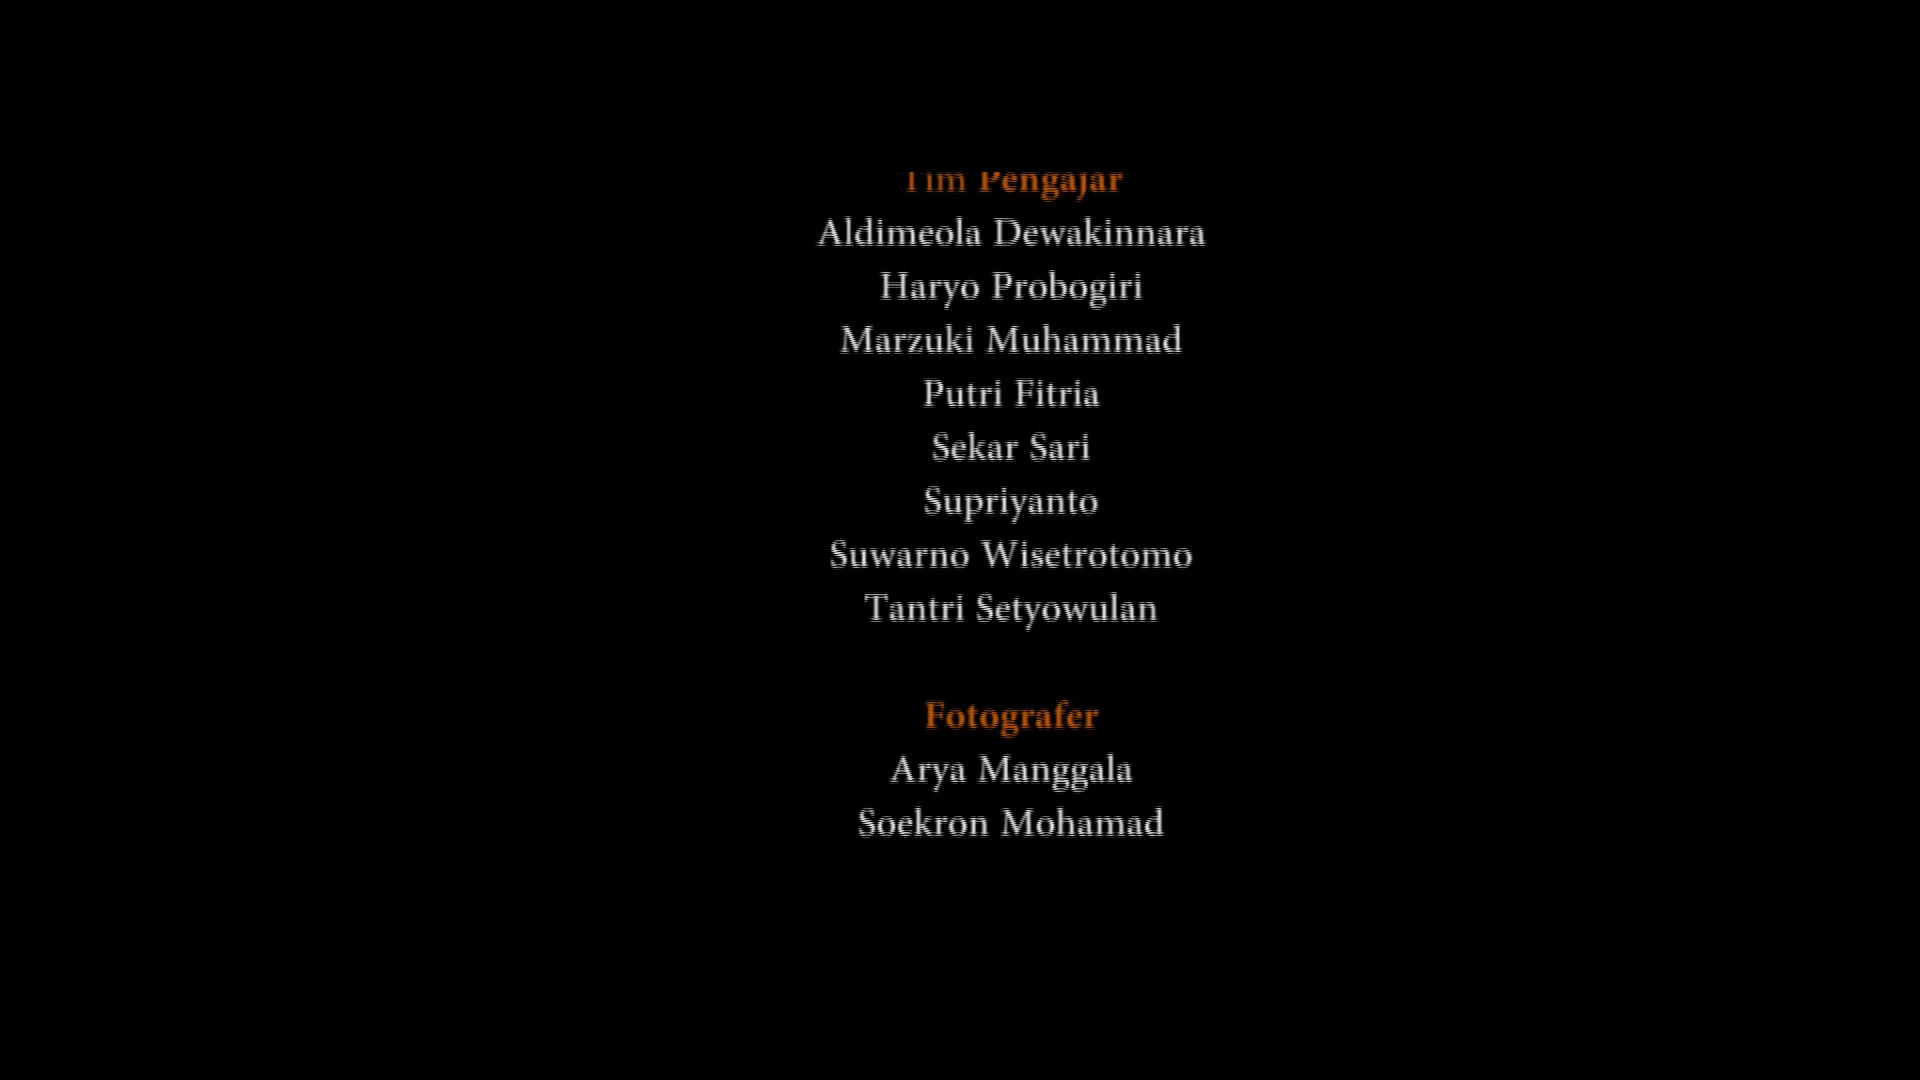 Tim Pengajar
Aldimeola Dewakinnara
Haryo Probogiri
Marzuki Muhammad
Putri Fitria
Sekar Sari
Supriyanto
Suwarno Wisetrotomo
Tantri Setyowulan
Fotografer
Arya Manggala
Soekron Mohamad